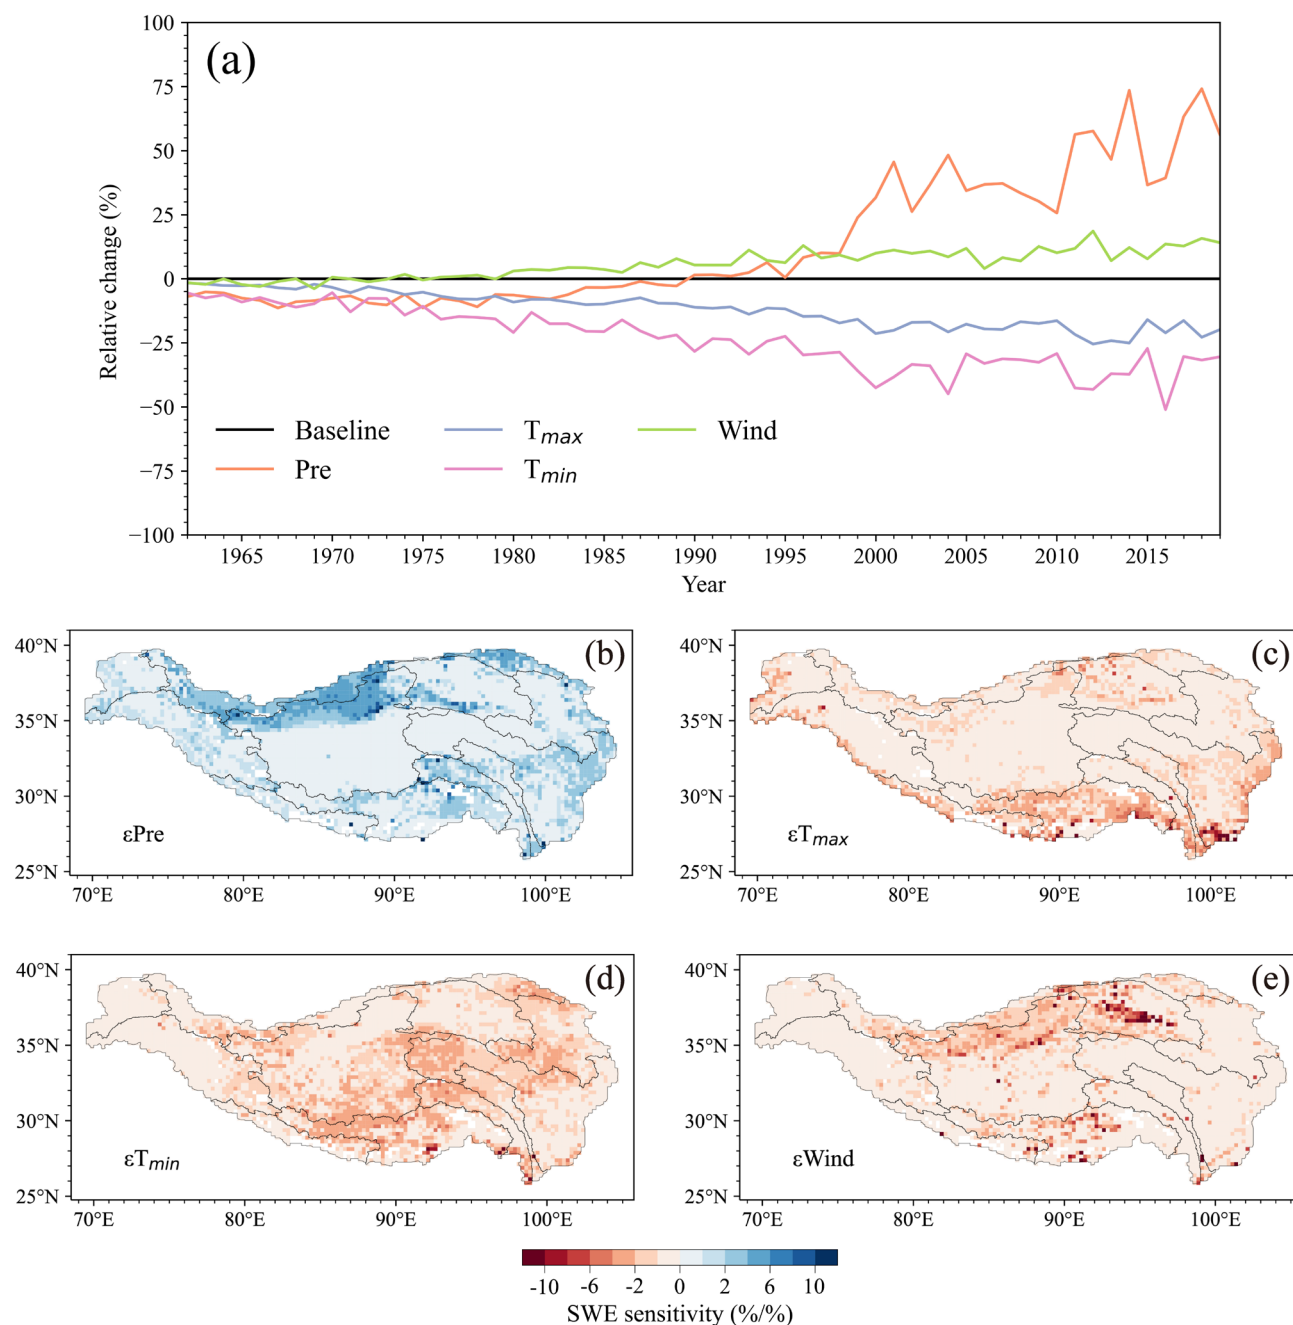 (a)
100
75
50
25
0
−25
−50
−75
−100
Relative change (%)
Baseline
Pre
Tmax
Tmin
Wind
1965 1970 1975 1980 1985 1990 1995 2000 2005 2010 2015
Year
(b)
40°N
35°N
30°N
25°N
εPre
70°E 80°E 90°E 100°E
(c)
40°N
35°N
30°N
25°N
εTmax
70°E 80°E 90°E 100°E
(d)
40°N
35°N
30°N
25°N
εTmin
70°E 80°E 90°E 100°E
(e)
40°N
35°N
30°N
25°N
εWind
70°E 80°E 90°E 100°E
-10 -6 -2 0 2 6 10
SWE sensitivity (%/%)